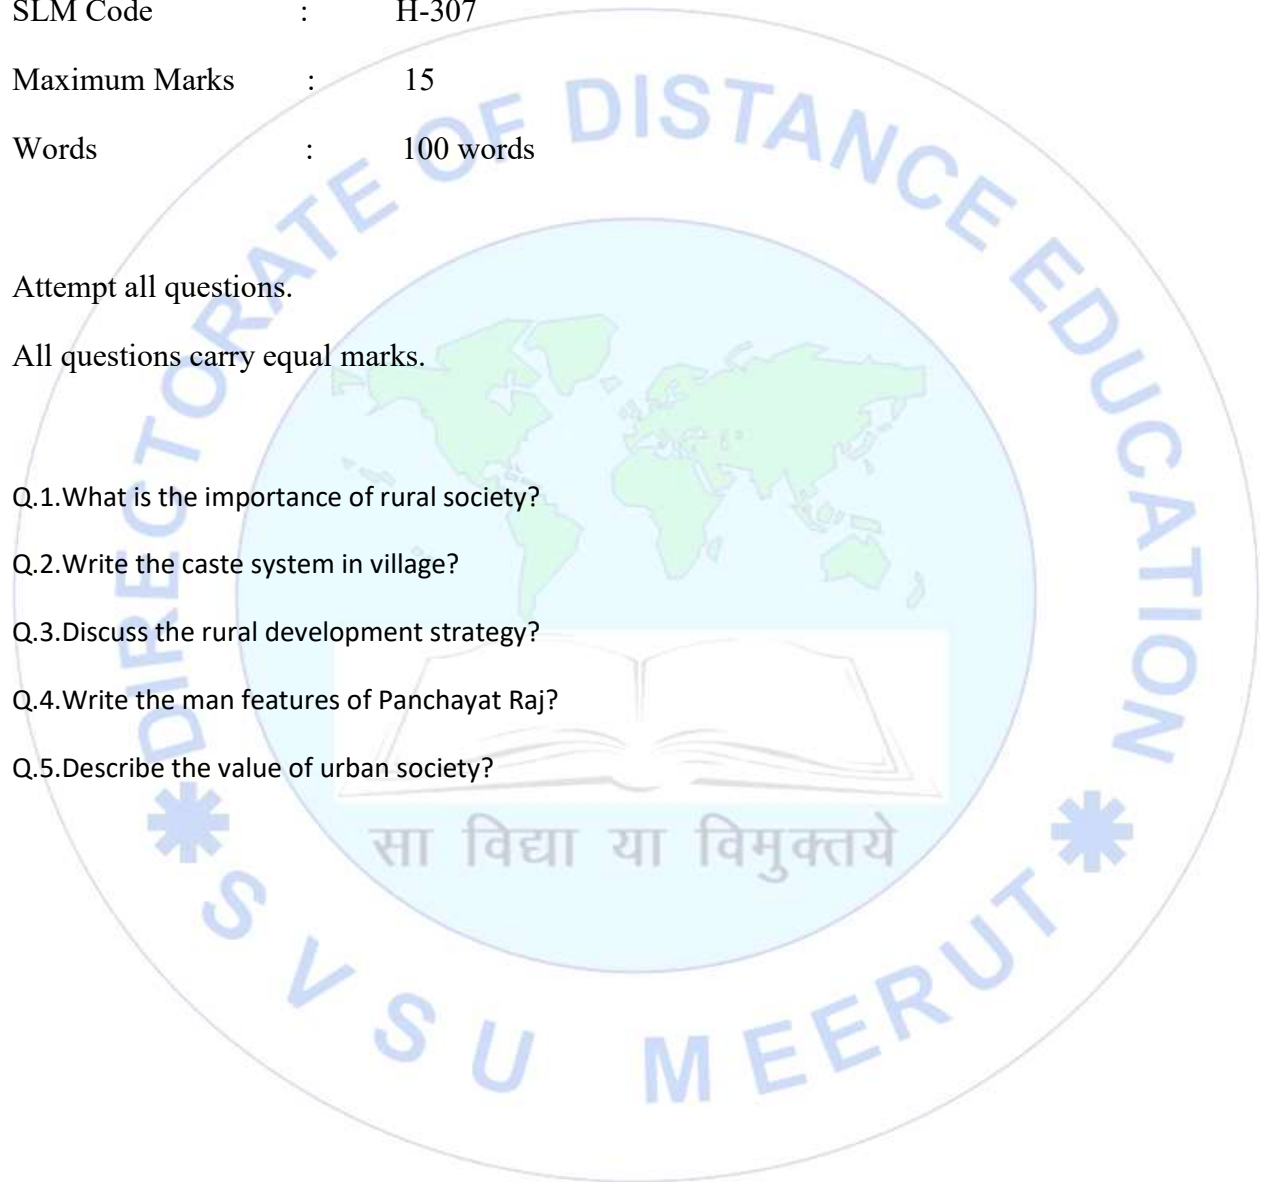 SLM Code : H-307
Maximum Marks : 15
Words : 100 words
Attempt all questions.
All questions carry equal marks.
Q.1.What is the importance of rural society?
Q.2.Write the caste system in village?
Q.3.Discuss the rural development strategy?
Q.4.Write the man features of Panchayat Raj?
Q.5.Describe the value of urban society?
DIRECTORATE OF DISTANCE EDUCATION
सा विद्या या विमुक्तये
S V S U MEERUT